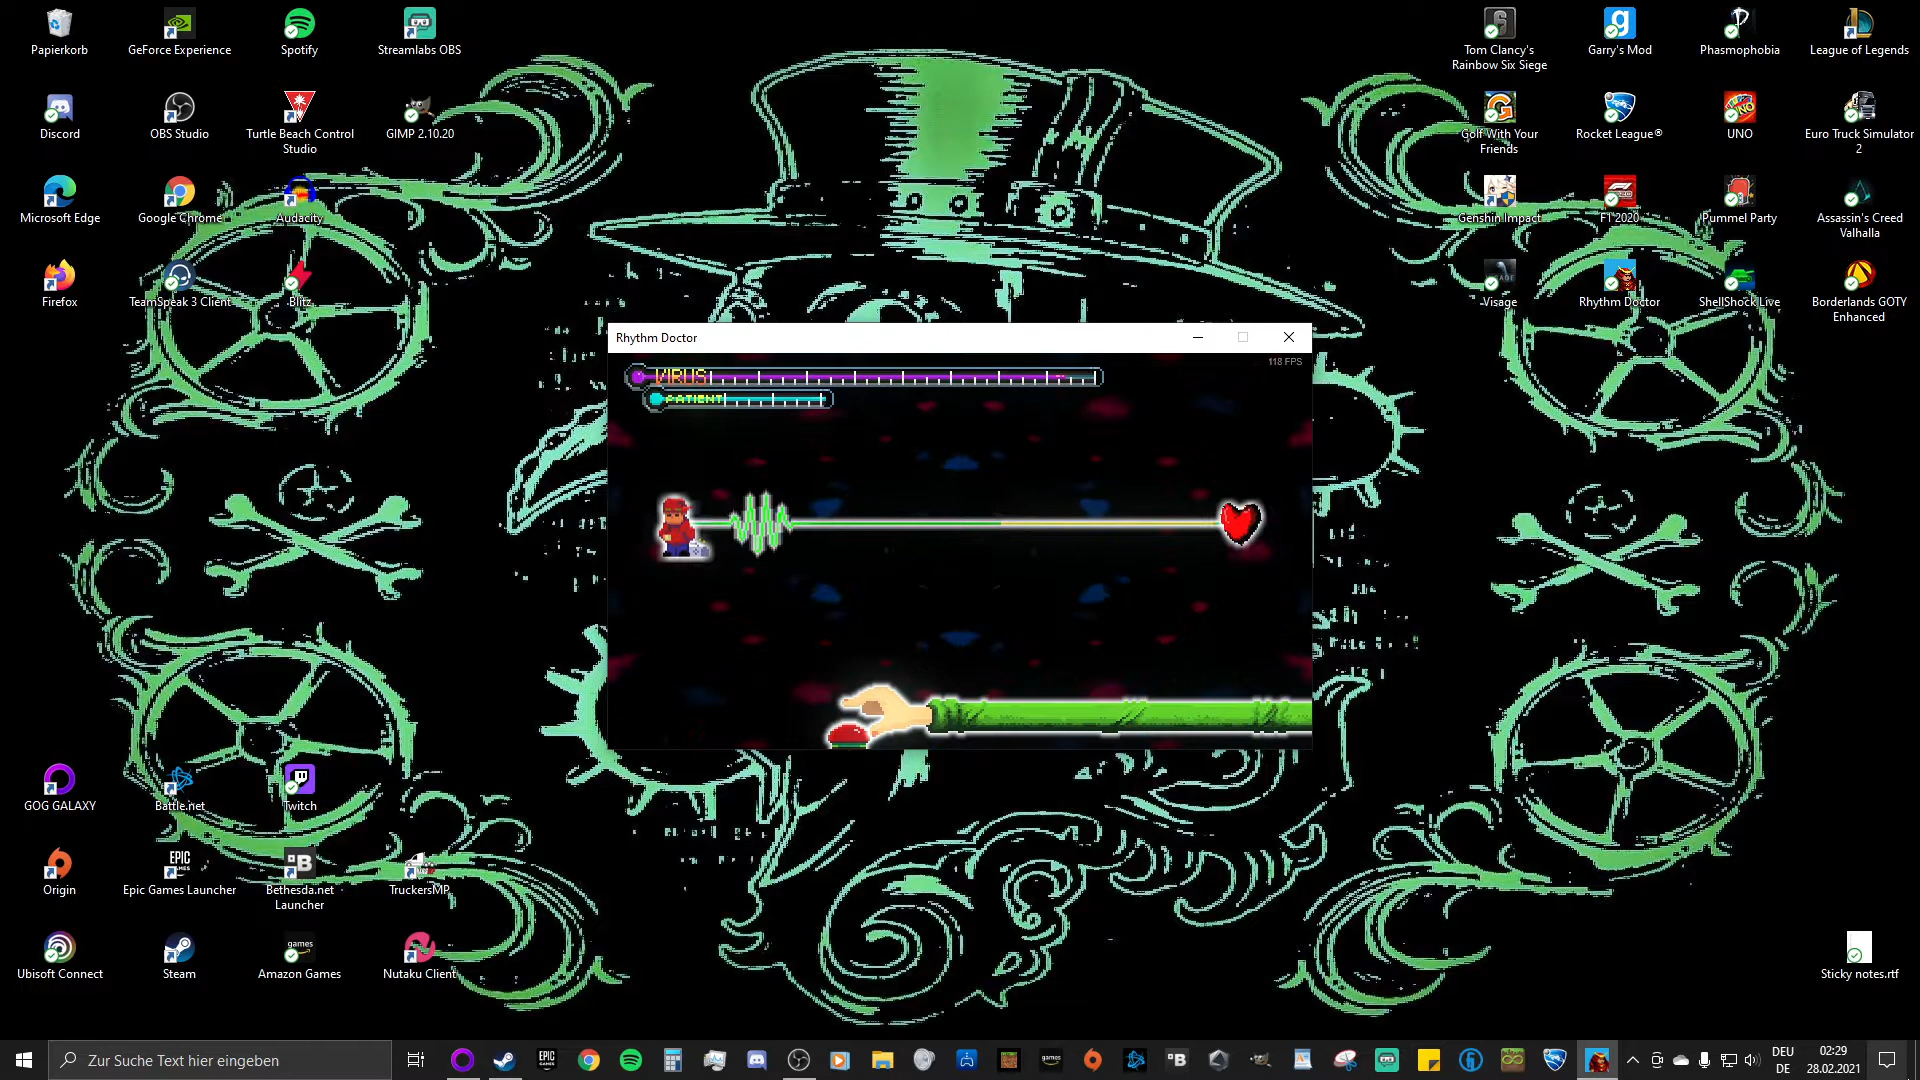 Papierkorb
GeForce Experience
Spotify
Streamlabs OBS
Tom Clancy's
Rainbow Six Siege
Garry's Mod
Phasmophobia
League of Legends
Discord
OBS Studio
Turtle Beach Control
Studio
GIMP 2.10.20
Golf With Your
Friends
Rocket League®
UNO
Euro Truck Simulator
2
Microsoft Edge
Google Chrome
Audacity
Genshin Impact
F1 2020
Pummel Party
Assassin's Creed
Valhalla
Firefox
TeamSpeak 3 Client
Blitz
Visage
Rhythm Doctor
ShellShock Live
Borderlands GOTY
Enhanced
Rhythm Doctor
118 FPS
VIRUS
PATIENT
GOG GALAXY
Battle.net
Twitch
Origin
Epic Games Launcher
Bethesda.net
Launcher
TruckersMP
Ubisoft Connect
Steam
Amazon Games
Nutaku Client
Sticky notes.rtf
Zur Suche Text hier eingeben
DEU
DE
02:29
28.02.2021